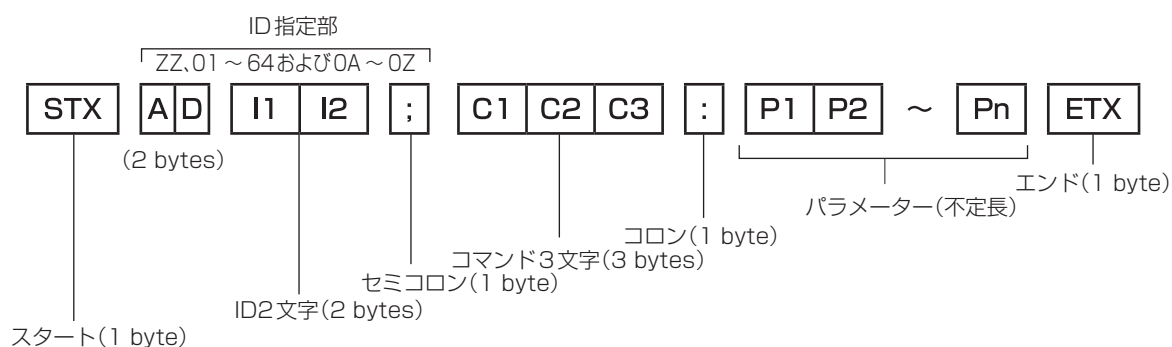 ID指定部
ZZ、01～64および0A～0Z
STX A D I1 I2 ; C1 C2 C3 : P1 P2 ～ Pn ETX
(2 bytes)
エンド(1 byte)
パラメーター(不定長)
コロン(1 byte)
コマンド3文字(3 bytes)
セミコロン(1 byte)
ID2文字(2 bytes)
スタート(1 byte)